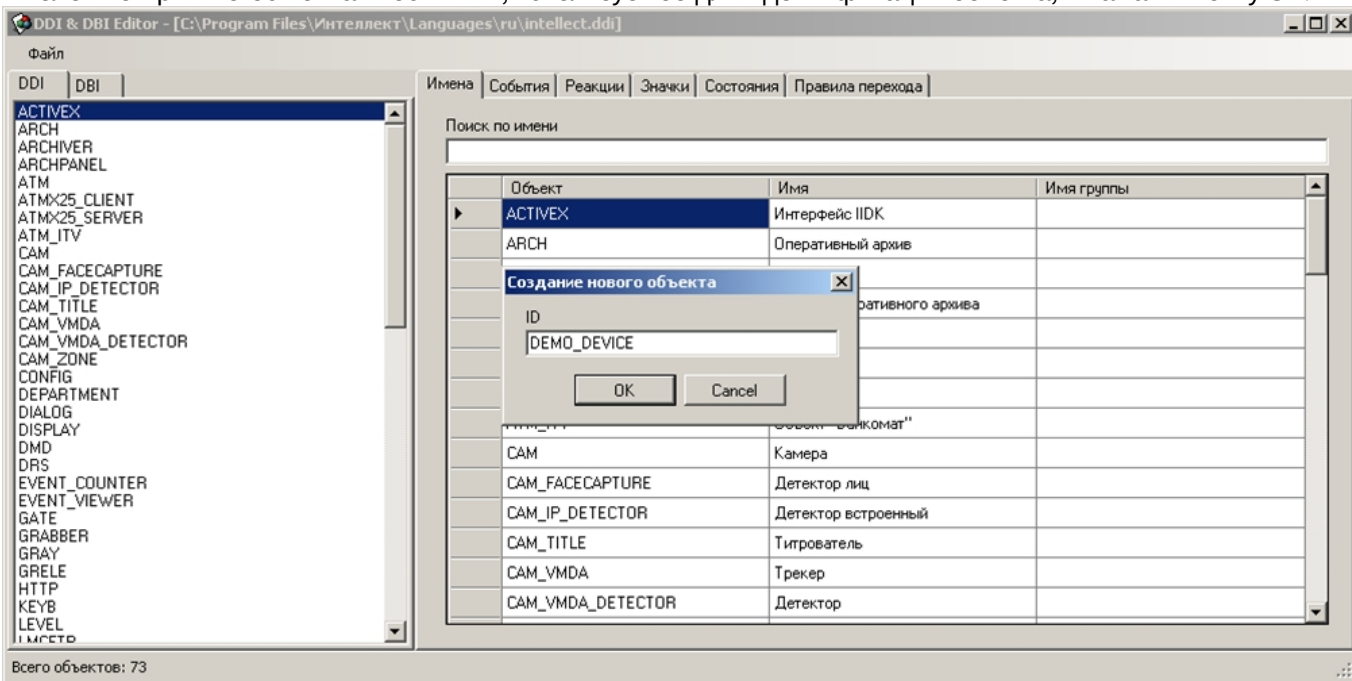 DDI & DBI Editor - [C:\Program Files\Интеллект\Languages\ru\intellect.ddi]
Файл
DDI DBI
ACTIVEX
ARCH
ARCHIVER
ARCHPANEL
ATM
ATMX25_CLIENT
ATMX25_SERVER
ATM_ITV
CAM
CAM_FACECAPTURE
CAM_IP_DETECTOR
CAM_TITLE
CAM_VMDA
CAM_VMDA_DETECTOR
CAM_ZONE
CONFIG
DEPARTMENT
DIALOG
DISPLAY
DMD
DRS
EVENT_COUNTER
EVENT_VIEWER
GATE
GRABBER
GRAY
GRELE
HTTP
KEYB
LEVEL
Имена События Реакции Значки Состояния Правила перехода
Поиск по имени
Объект Имя Имя группы
ACTIVEX Интерфейс IIDK
ARCH Оперативный архив
Создание нового объекта
ID
DEMO_DEVICE
OK Cancel
CAM Камера
CAM_FACECAPTURE Детектор лиц
CAM_IP_DETECTOR Детектор встроенный
CAM_TITLE Титрователь
CAM_VMDA Трекер
CAM_VMDA_DETECTOR Детектор
Всего объектов: 73